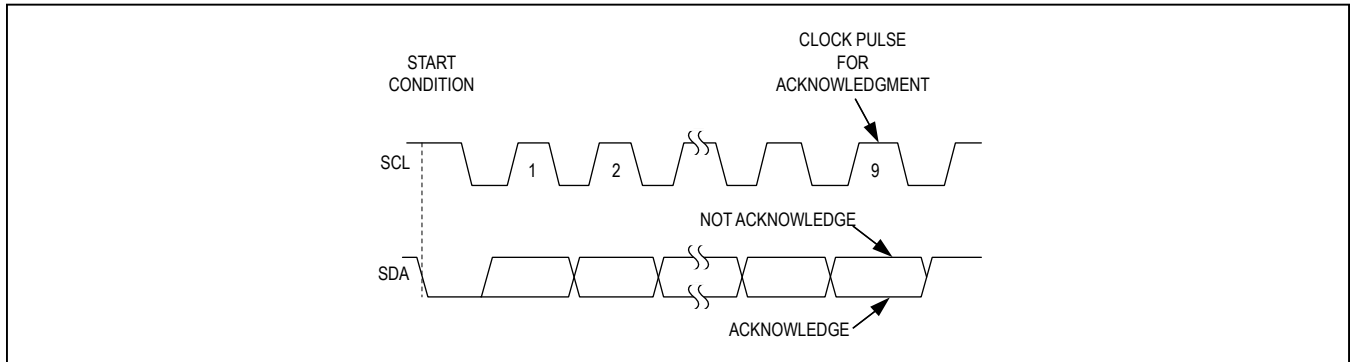 START
CONDITION
CLOCK PULSE
FOR
ACKNOWLEDGMENT
SCL
1
2
9
NOT ACKNOWLEDGE
SDA
ACKNOWLEDGE